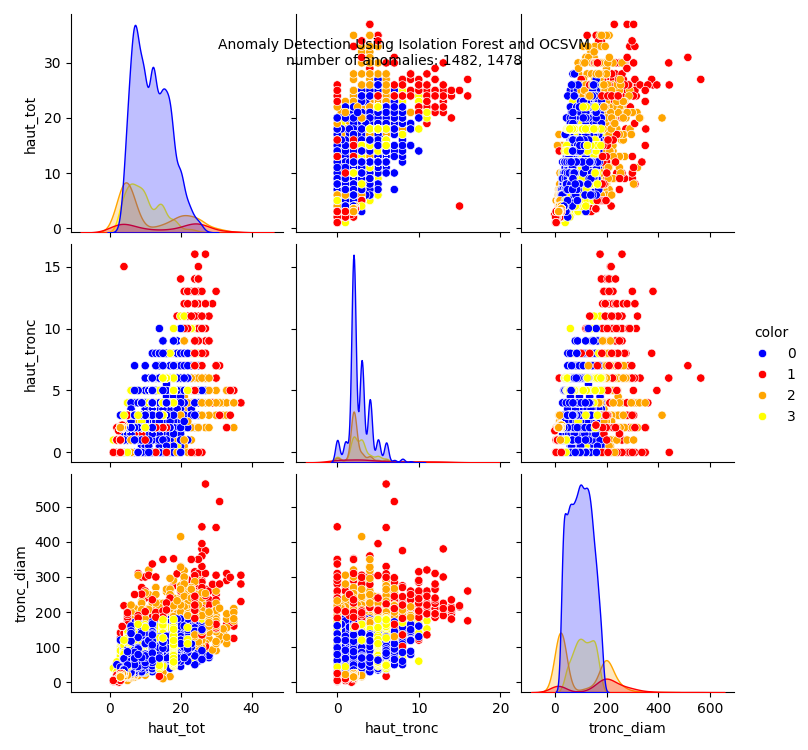 Anomaly Detection Using Isolation Forest and OCSVM
number of anomalies: 1482, 1478
haut_tot
30
20
10
0
haut_tronc
15
10
5
0
color
0
1
2
3
tronc_diam
500
400
300
200
100
0
0 20 40
0 10 20
0 200 400 600
haut_tot haut_tronc tronc_diam